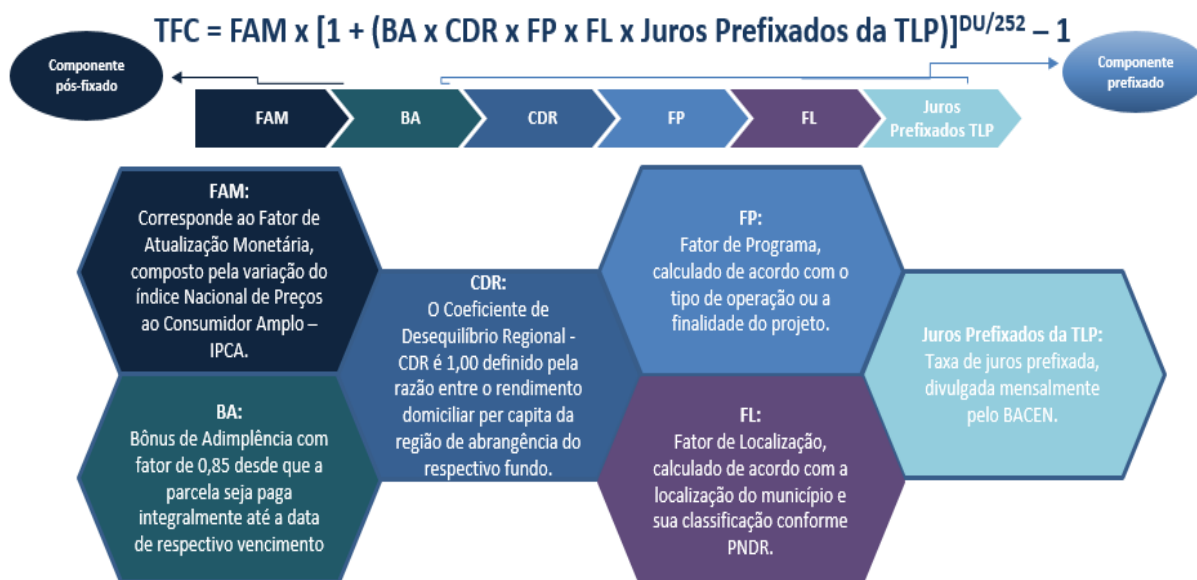 TFC = FAM x [1 + (BA x CDR x FP x FL x Juros Prefixados da TLP)]^DU/252 – 1
Componente
pós-fixado
Componente
prefixado
FAM
BA
CDR
FP
FL
Juros
Prefixados TLP
FAM:
Corresponde ao Fator de
Atualização Monetária,
composto pela variação do
índice Nacional de Preços
ao Consumidor Amplo –
IPCA.
BA:
Bônus de Adimplência com
fator de 0,85 desde que a
parcela seja paga
integralmente até a data
de respectivo vencimento
CDR:
O Coeficiente de
Desequilíbrio Regional -
CDR é 1,00 definido pela
razão entre o rendimento
domiciliar per capita da
região de abrangência do
respectivo fundo.
FP:
Fator de Programa,
calculado de acordo com o
tipo de operação ou a
finalidade do projeto.
FL:
Fator de Localização,
calculado de acordo com a
localização do município e
sua classificação conforme
PNDR.
Juros Prefixados da TLP:
Taxa de juros prefixada,
divulgada mensalmente
pelo BACEN.